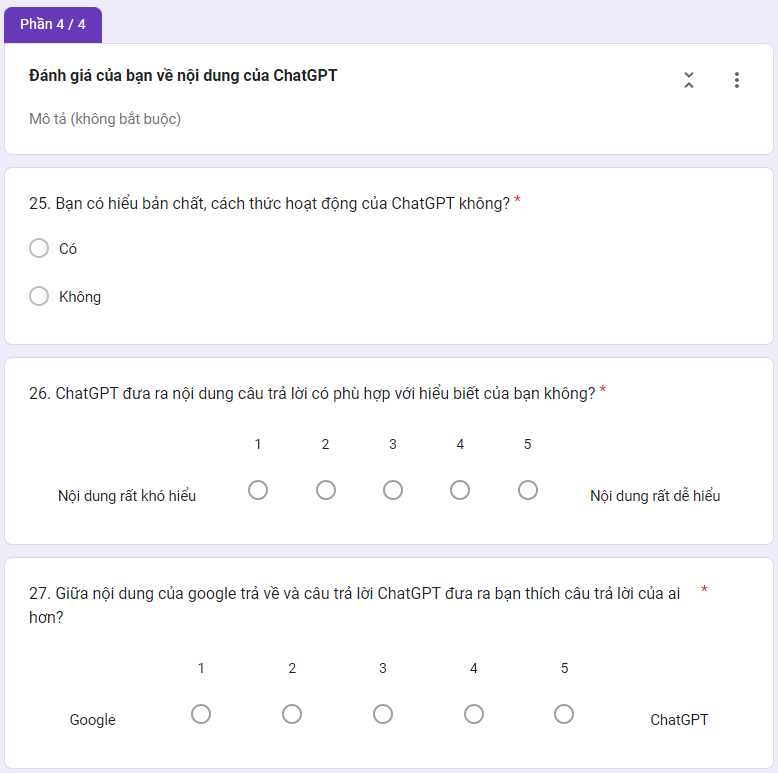 Phần 4 / 4
Đánh giá của bạn về nội dung của ChatGPT
Mô tả (không bắt buộc)
25. Bạn có hiểu bản chất, cách thức hoạt động của ChatGPT không? *
Có
Không
26. ChatGPT đưa ra nội dung câu trả lời có phù hợp với hiểu biết của bạn không? *
1 2 3 4 5
Nội dung rất khó hiểu Nội dung rất dễ hiểu
27. Giữa nội dung của google trả về và câu trả lời ChatGPT đưa ra bạn thích câu trả lời của ai *
hơn?
1 2 3 4 5
Google ChatGPT